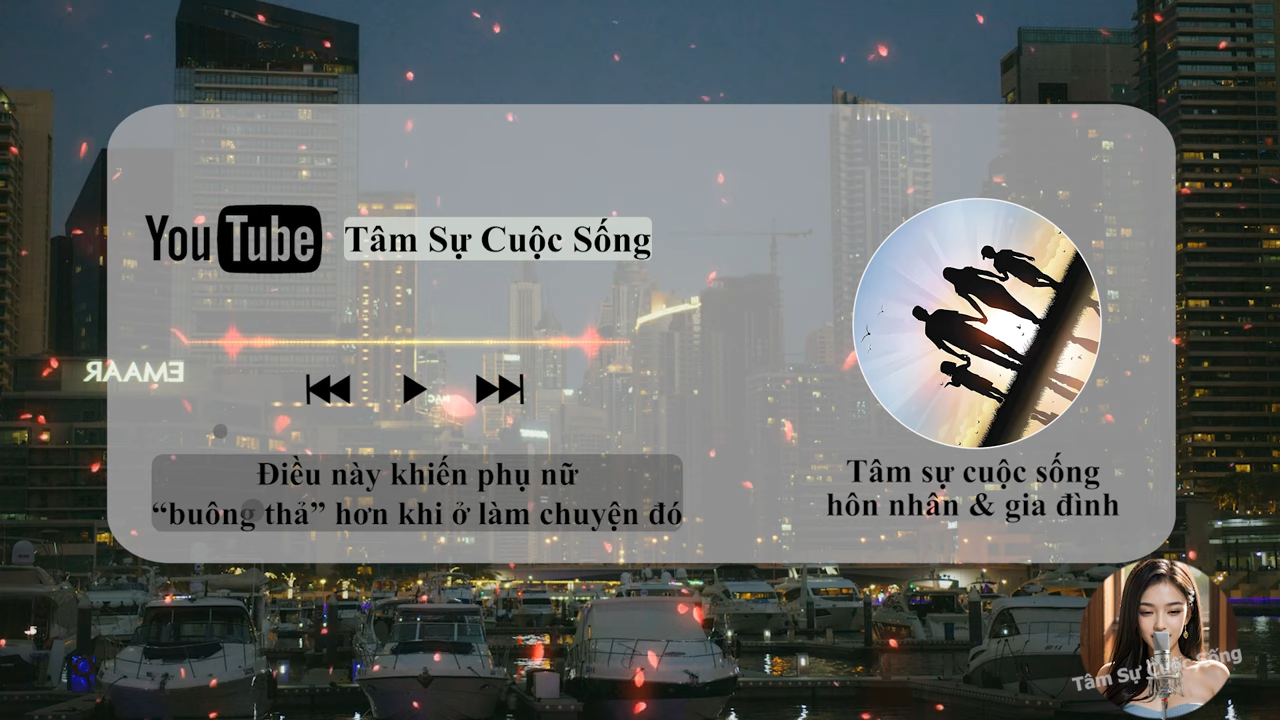 YouTube Tâm Sự Cuộc Sống
EMAAR
Điều này khiến phụ nữ
“buông thả” hơn khi ở làm chuyện đó
Tâm sự cuộc sống
hôn nhân & gia đình
Tâm Sự Cuộc Sống